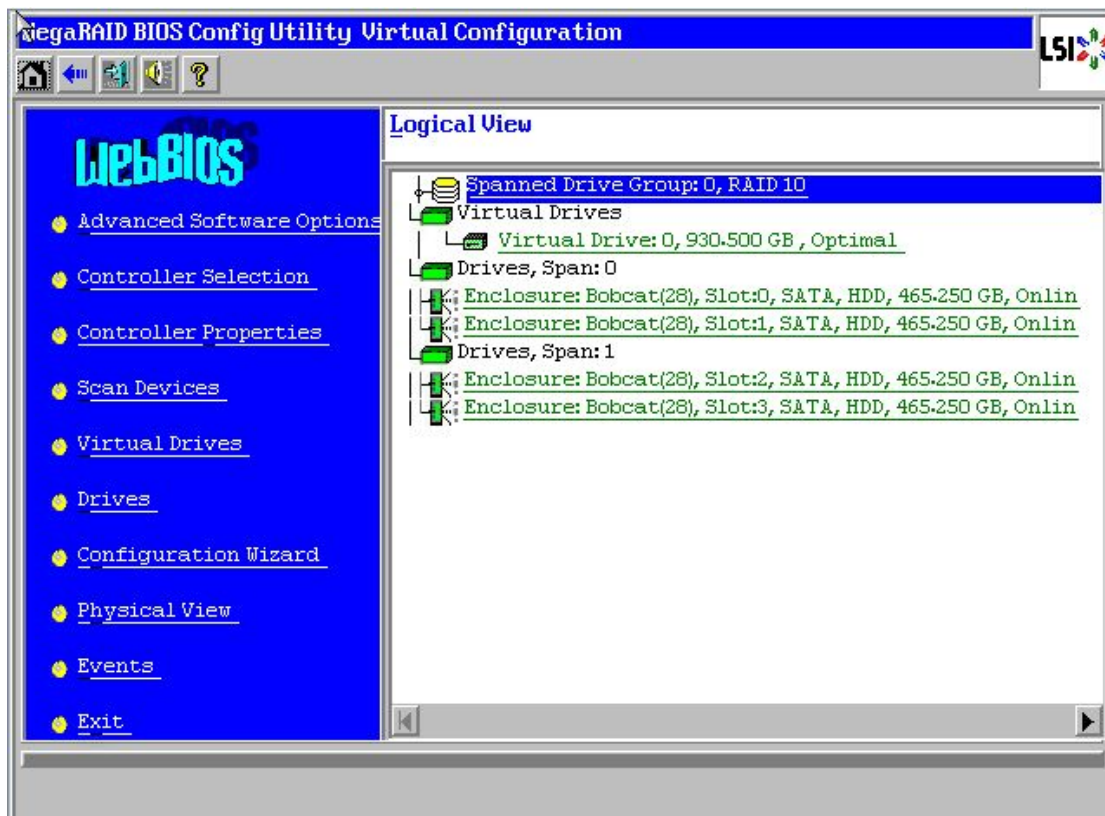 MegaRAID BIOS Config Utility Virtual Configuration
LSI
WebBIOS
Advanced Software Options
Controller Selection
Controller Properties
Scan Devices
Virtual Drives
Drives
Configuration Wizard
Physical View
Events
Exit
Logical View
Spanned Drive Group: 0, RAID 10
Virtual Drives
Virtual Drive: 0, 930.500 GB , Optimal
Drives, Span: 0
Enclosure: Bobcat(28), Slot:0, SATA, HDD, 465.250 GB, Onlin
Enclosure: Bobcat(28), Slot:1, SATA, HDD, 465.250 GB, Onlin
Drives, Span: 1
Enclosure: Bobcat(28), Slot:2, SATA, HDD, 465.250 GB, Onlin
Enclosure: Bobcat(28), Slot:3, SATA, HDD, 465.250 GB, Onlin